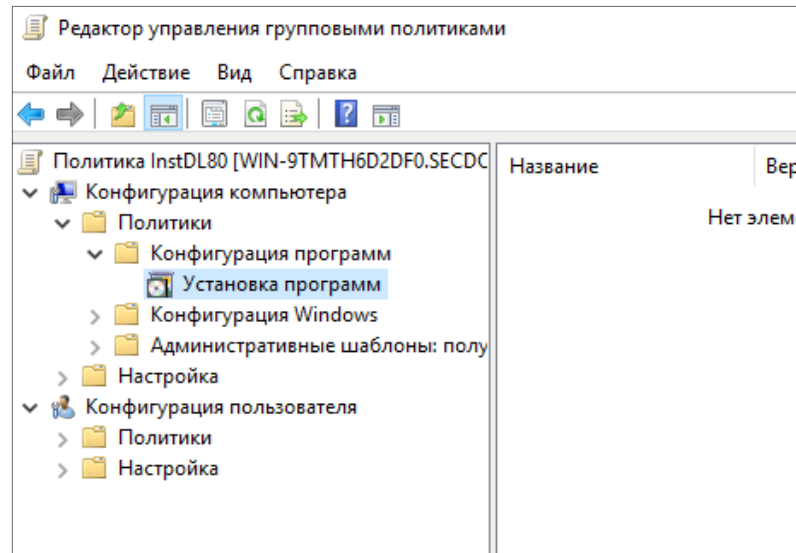 Редактор управления групповыми политиками
Файл Действие Вид Справка
Политика InstDL80 [WIN-9TMTH6D2DF0.SECDC
Название Вер
Конфигурация компьютера
Нет элем
Политики
Конфигурация программ
Установка программ
Конфигурация Windows
Административные шаблоны: полу
Настройка
Конфигурация пользователя
Политики
Настройка